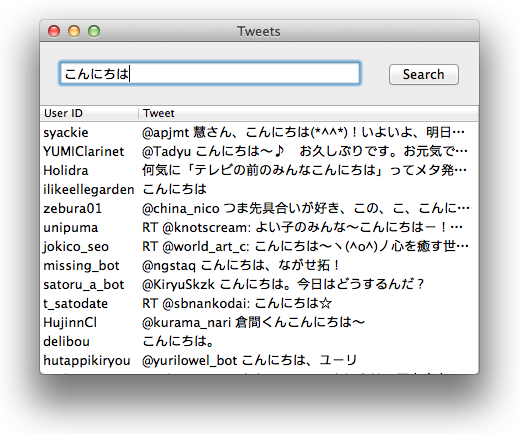 Tweets
こんにちは
Search
User ID Tweet
syackie @apjmt 慧さん、こんにちは(*^^*)！いよいよ、明日…
YUMIClarinet @Tadyu こんにちは〜♪　お久しぶりです。お元気で…
Holidra 何気に「テレビの前のみんなこんにちは」ってメタ発…
ilikeellegarden こんにちは
zebura01 @china_nico つま先具合いが好き、この、こ、こんに…
unipuma RT @knotscream: よい子のみんな〜こんにちはー！…
jokico_seo RT @world_art_c: こんにちは〜ヽ(^o^)ノ心を癒す世…
missing_bot @ngstaq こんにちは、ながせ拓！
satoru_a_bot @KiryuSkzk こんにちは。今日はどうするんだ？
t_satodate RT @sbnankodai: こんにちは☆
HujinnCl @kurama_nari 倉間くんこんにちは〜
delibou こんにちは。
hutappikiryou @yurilowel_bot こんにちは、ユーリ